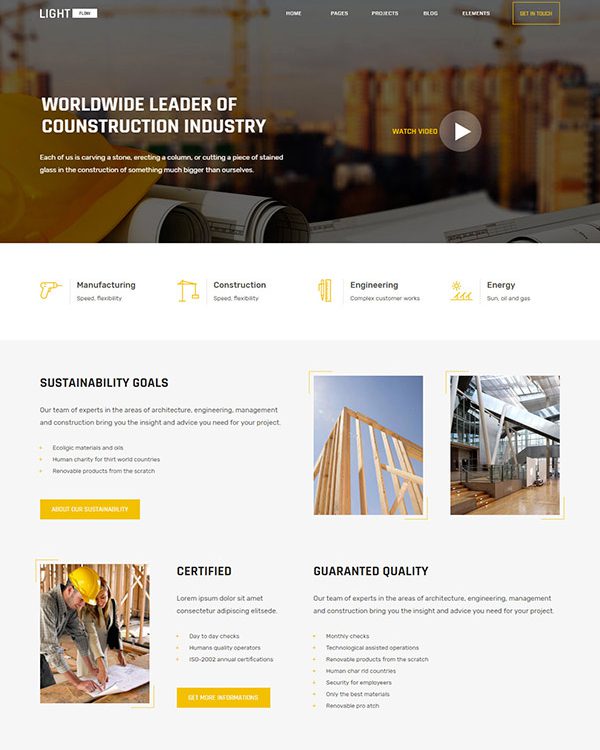 LIGHT FLOW HOME PAGES PROJECTS BLOG ELEMENTS GET IN TOUCH
WORLDWIDE LEADER OF
COUNSTRUCTION INDUSTRY
WATCH VIDEO
Each of us is carving a stone, erecting a column, or cutting a piece of stained
glass in the construction of something much bigger than ourselves.
Manufacturing
Speed, flexibility
Construction
Speed, flexibility
Engineering
Complex customer works
Energy
Sun, oil and gas
SUSTAINABILITY GOALS
Our team of experts in the areas of architecture, engineering, management
and construction bring you the insight and advice you need for your project.
Ecoligic materials and oils
Human charity for thirt world countries
Renovable products from the scratch
ABOUT OUR SUSTAINABILITY
CERTIFIED
Lorem ipsum dolor sit amet
consectetur adipiscing elitsede.
Day to day checks
Humans quality operators
ISO-2002 annual certifications
GET MORE INFORMATIONS
GUARANTED QUALITY
Our team of experts in the areas of architecture, engineering, management
and construction bring you the insight and advice you need for your project.
Monthly checks
Technological assisted operations
Renovable products from the scratch
Human char rid countries
Security for employeers
Only the best materials
Renovable pro atch